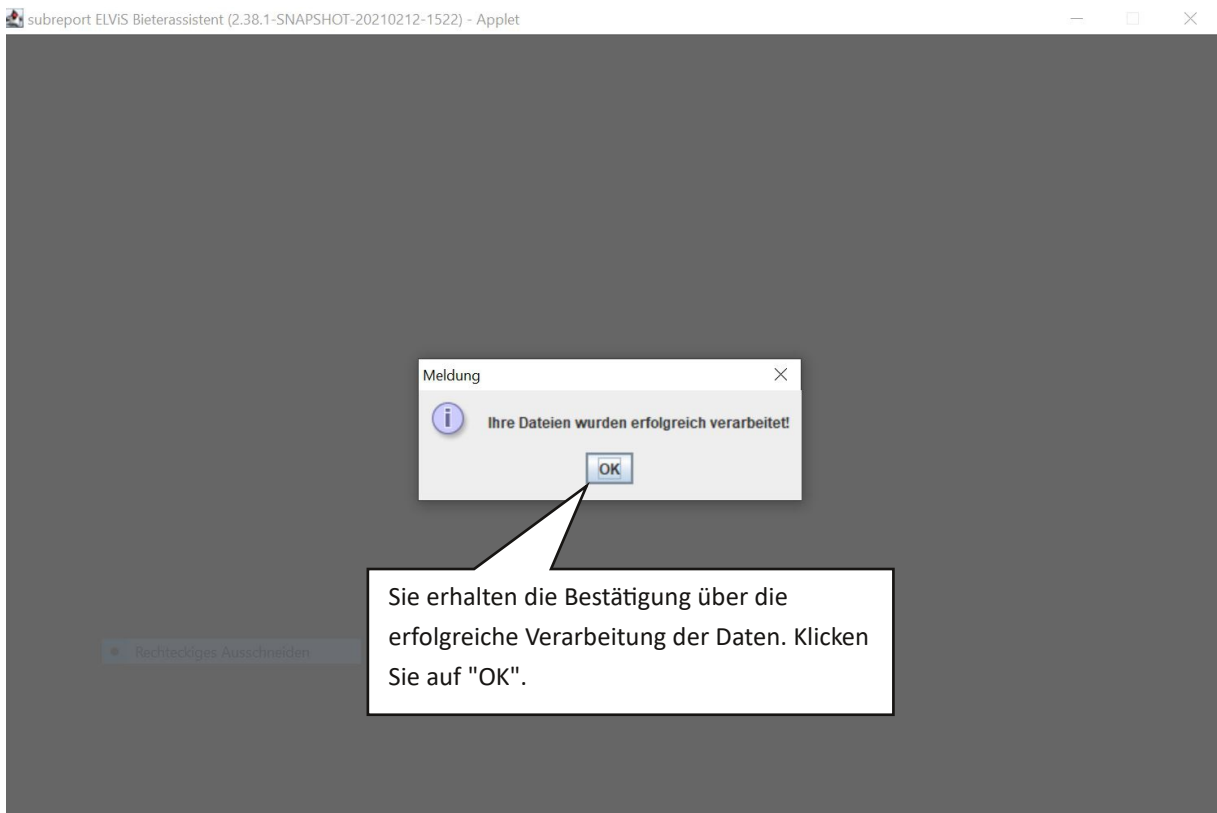 subreport ELViS Bieterassistent (2.38.1-SNAPSHOT-20210212-1522) - Applet
Meldung
i
Ihre Dateien wurden erfolgreich verarbeitet!
OK
Sie erhalten die Bestätigung über die
erfolgreiche Verarbeitung der Daten. Klicken
Sie auf "OK".
Rechteckiges Ausschneiden